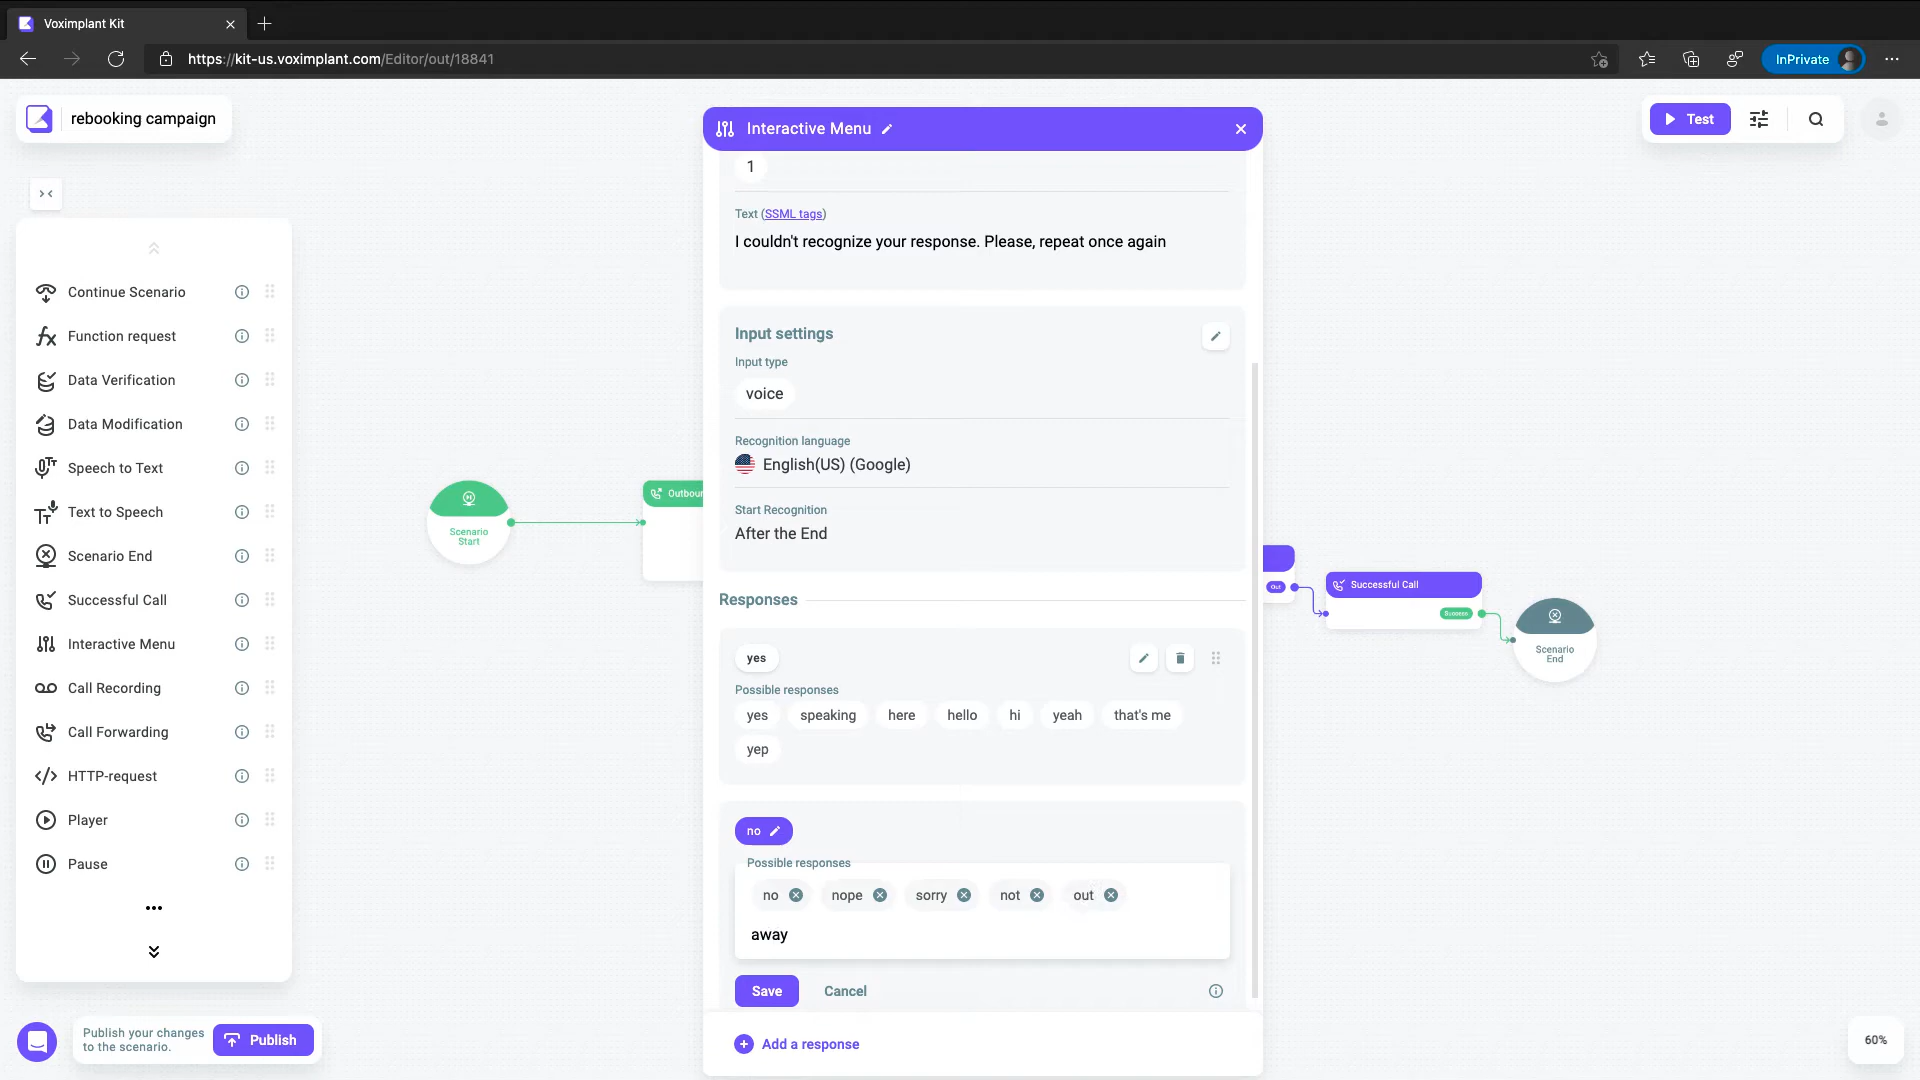 Voximplant Kit
https://kit-us.voximplant.com/Editor/out/18841
InPrivate
rebooking campaign
Test
Continue Scenario
Function request
Data Verification
Data Modification
Speech to Text
Text to Speech
Scenario End
Successful Call
Interactive Menu
Call Recording
Call Forwarding
HTTP-request
Player
Pause
Publish your changes
to the scenario.
Publish
Scenario
Start
Outboun
Interactive Menu
1
Text (SSML tags)
I couldn't recognize your response. Please, repeat once again
Input settings
Input type
voice
Recognition language
English(US) (Google)
Start Recognition
After the End
Responses
yes
Possible responses
yes speaking here hello hi yeah that's me
yep
no
Possible responses
no nope sorry not out
away
Save Cancel
Add a response
Out
Successful Call
Success
Scenario
End
60%